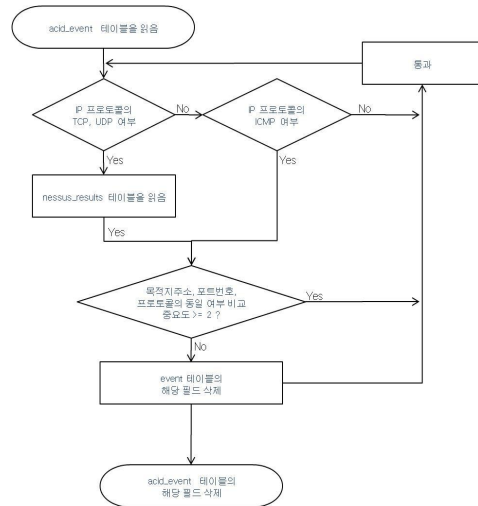 acid_event 테이블을 읽음
통과
IP 프로토콜의
TCP, UDP 여부
No
IP 프로토콜의
ICMP 여부
No
Yes
Yes
nessus_results 테이블을 읽음
Yes
목적지주소, 포트번호,
프로토콜의 동일 여부 비교
중요도 >= 2 ?
Yes
No
event 테이블의
해당 필드 삭제
acid_event 테이블의
해당 필드 삭제